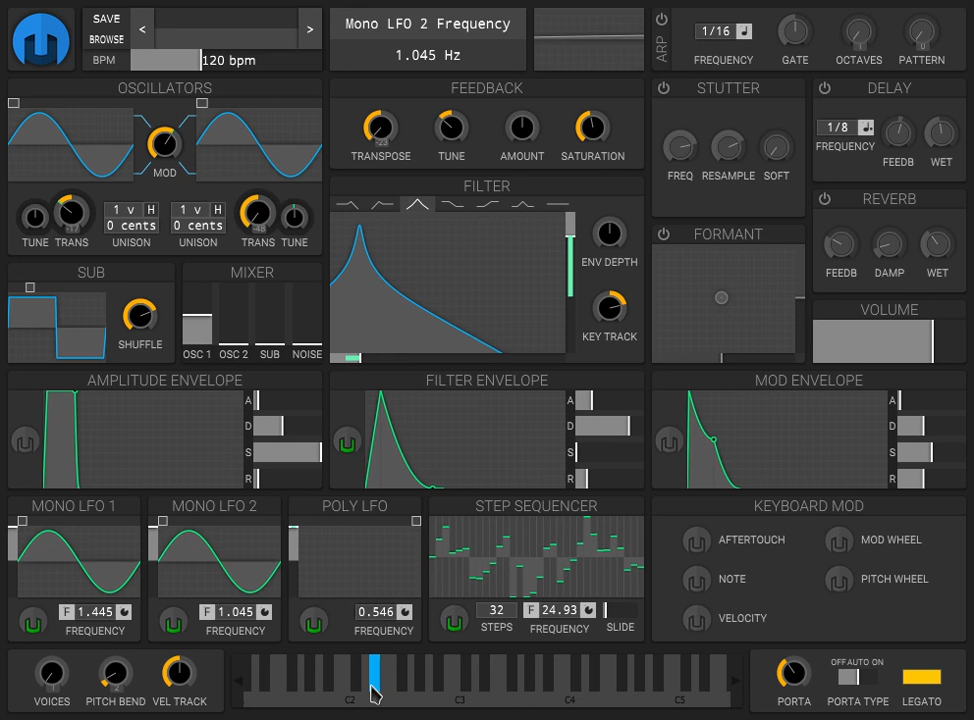 SAVE
BROWSE
BPM
<
>
120 bpm
Mono LFO 2 Frequency
1.045 Hz
ARP
1/16
FREQUENCY
GATE
OCTAVES
PATTERN
OSCILLATORS
MOD
TUNE
TRANS
-12
1 v H
0 cents
UNISON
1 v H
0 cents
UNISON
-48
TRANS
TUNE
FEEDBACK
-23
TRANSPOSE
TUNE
AMOUNT
SATURATION
STUTTER
FREQ
RESAMPLE
SOFT
DELAY
1/8
FREQUENCY
FEEDB
WET
FILTER
ENV DEPTH
KEY TRACK
REVERB
FEEDB
DAMP
WET
FORMANT
VOLUME
SUB
SHUFFLE
MIXER
OSC 1
OSC 2
SUB
NOISE
AMPLITUDE ENVELOPE
A
D
S
R
FILTER ENVELOPE
A
D
S
R
MOD ENVELOPE
A
D
S
R
MONO LFO 1
F 1.445
FREQUENCY
MONO LFO 2
F 1.045
FREQUENCY
POLY LFO
0.546
FREQUENCY
STEP SEQUENCER
32
STEPS
F 24.93
FREQUENCY
SLIDE
KEYBOARD MOD
AFTERTOUCH
MOD WHEEL
NOTE
PITCH WHEEL
VELOCITY
1
VOICES
2
PITCH BEND
VEL TRACK
C2
C3
C4
C5
PORTA
OFF AUTO ON
PORTA TYPE
LEGATO